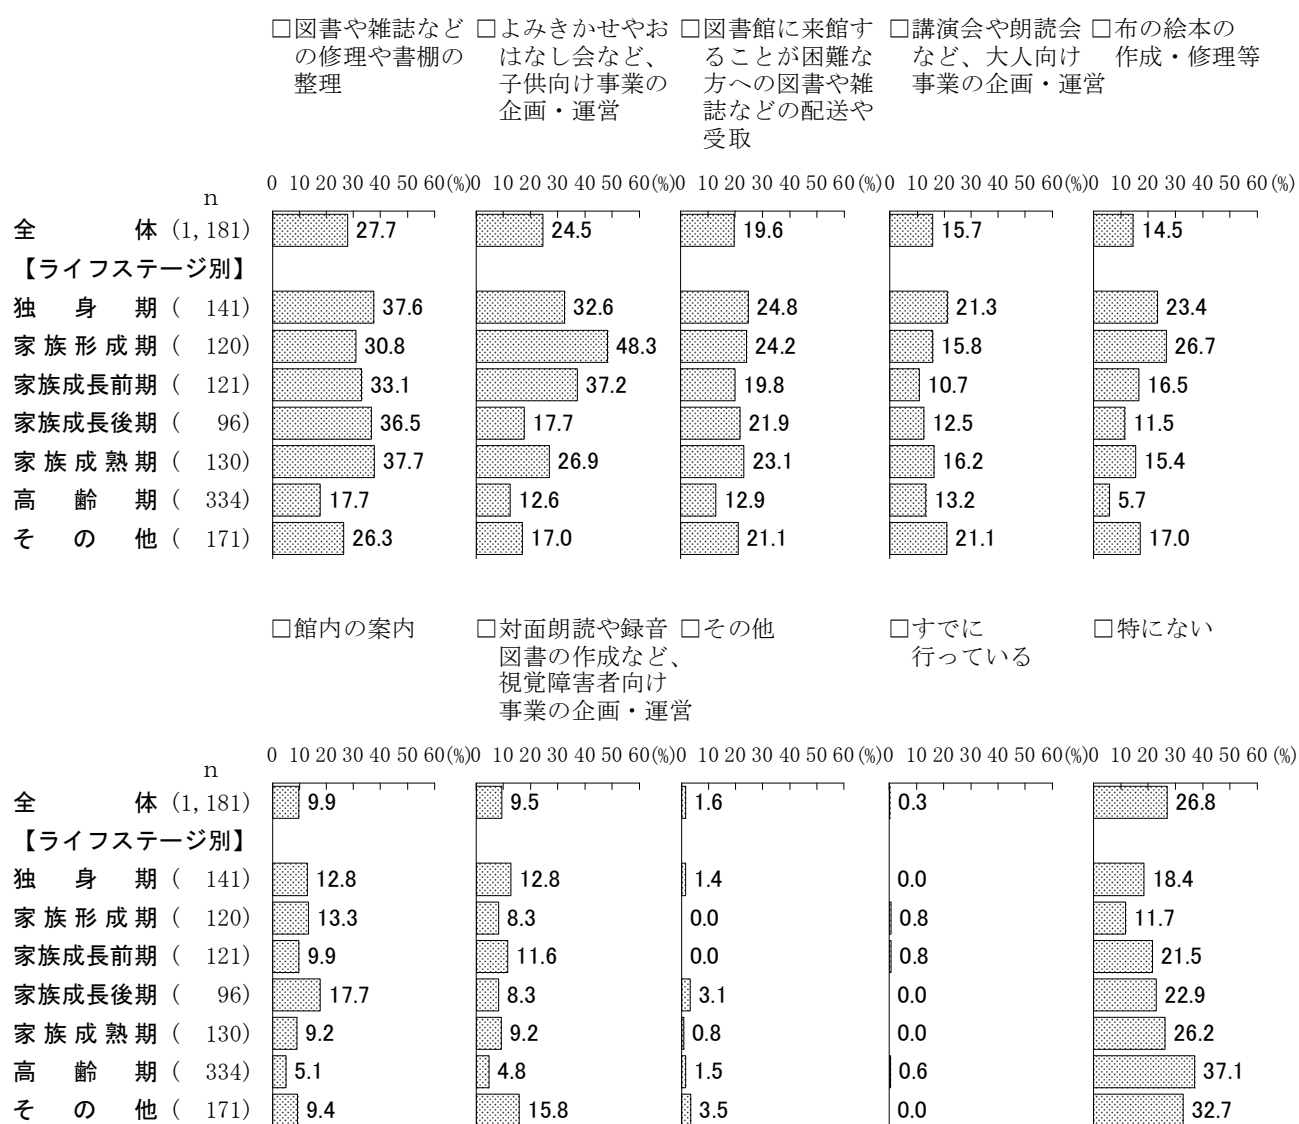 □図書や雑誌など
の修理や書棚の
整理
□よみきかせやお
はなし会など、
子供向け事業の
企画・運営
□図書館に来館す
ることが困難な
方への図書や雑
誌などの配送や
受取
□講演会や朗読会
など、大人向け
事業の企画・運営
□布の絵本の
作成・修理等
n
0 10 20 30 40 50 60(%) 0 10 20 30 40 50 60(%) 0 10 20 30 40 50 60(%) 0 10 20 30 40 50 60(%) 0 10 20 30 40 50 60(%)
全体 (1,181) 27.7 24.5 19.6 15.7 14.5
【ライフステージ別】
独身期 ( 141) 37.6 32.6 24.8 21.3 23.4
家族形成期 ( 120) 30.8 48.3 24.2 15.8 26.7
家族成長前期 ( 121) 33.1 37.2 19.8 10.7 16.5
家族成長後期 ( 96) 36.5 17.7 21.9 12.5 11.5
家族成熟期 ( 130) 37.7 26.9 23.1 16.2 15.4
高齢期 ( 334) 17.7 12.6 12.9 13.2 5.7
その他 ( 171) 26.3 17.0 21.1 21.1 17.0
□館内の案内
□対面朗読や録音
図書の作成など、
視覚障害者向け
事業の企画・運営
□その他
□すでに
行っている
□特にない
n
0 10 20 30 40 50 60(%) 0 10 20 30 40 50 60(%) 0 10 20 30 40 50 60(%) 0 10 20 30 40 50 60(%) 0 10 20 30 40 50 60(%)
全体 (1,181) 9.9 9.5 1.6 0.3 26.8
【ライフステージ別】
独身期 ( 141) 12.8 12.8 1.4 0.0 18.4
家族形成期 ( 120) 13.3 8.3 0.0 0.8 11.7
家族成長前期 ( 121) 9.9 11.6 0.0 0.8 21.5
家族成長後期 ( 96) 17.7 8.3 3.1 0.0 22.9
家族成熟期 ( 130) 9.2 9.2 0.8 0.0 26.2
高齢期 ( 334) 5.1 4.8 1.5 0.6 37.1
その他 ( 171) 9.4 15.8 3.5 0.0 32.7